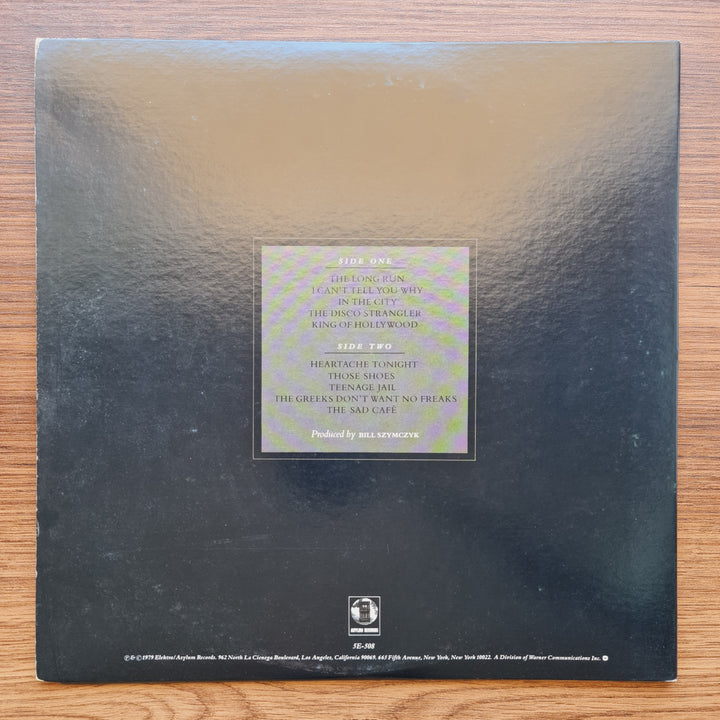 SIDE ONE
THE LONG RUN
I CAN'T TELL YOU WHY
IN THE CITY
THE DISCO STRANGLER
KING OF HOLLYWOOD
SIDE TWO
HEARTACHE TONIGHT
THOSE SHOES
TEENAGE JAIL
THE GREEKS DON'T WANT NO FREAKS
THE SAD CAFÉ
Produced by BILL SZYMCZYK
ASYLUM RECORDS
5E-508
℗ & © 1979 Elektra/Asylum Records. 962 North La Cienega Boulevard, Los Angeles, California 90069. 665 Fifth Avenue, New York, New York 10022. A Division of Warner Communications Inc.